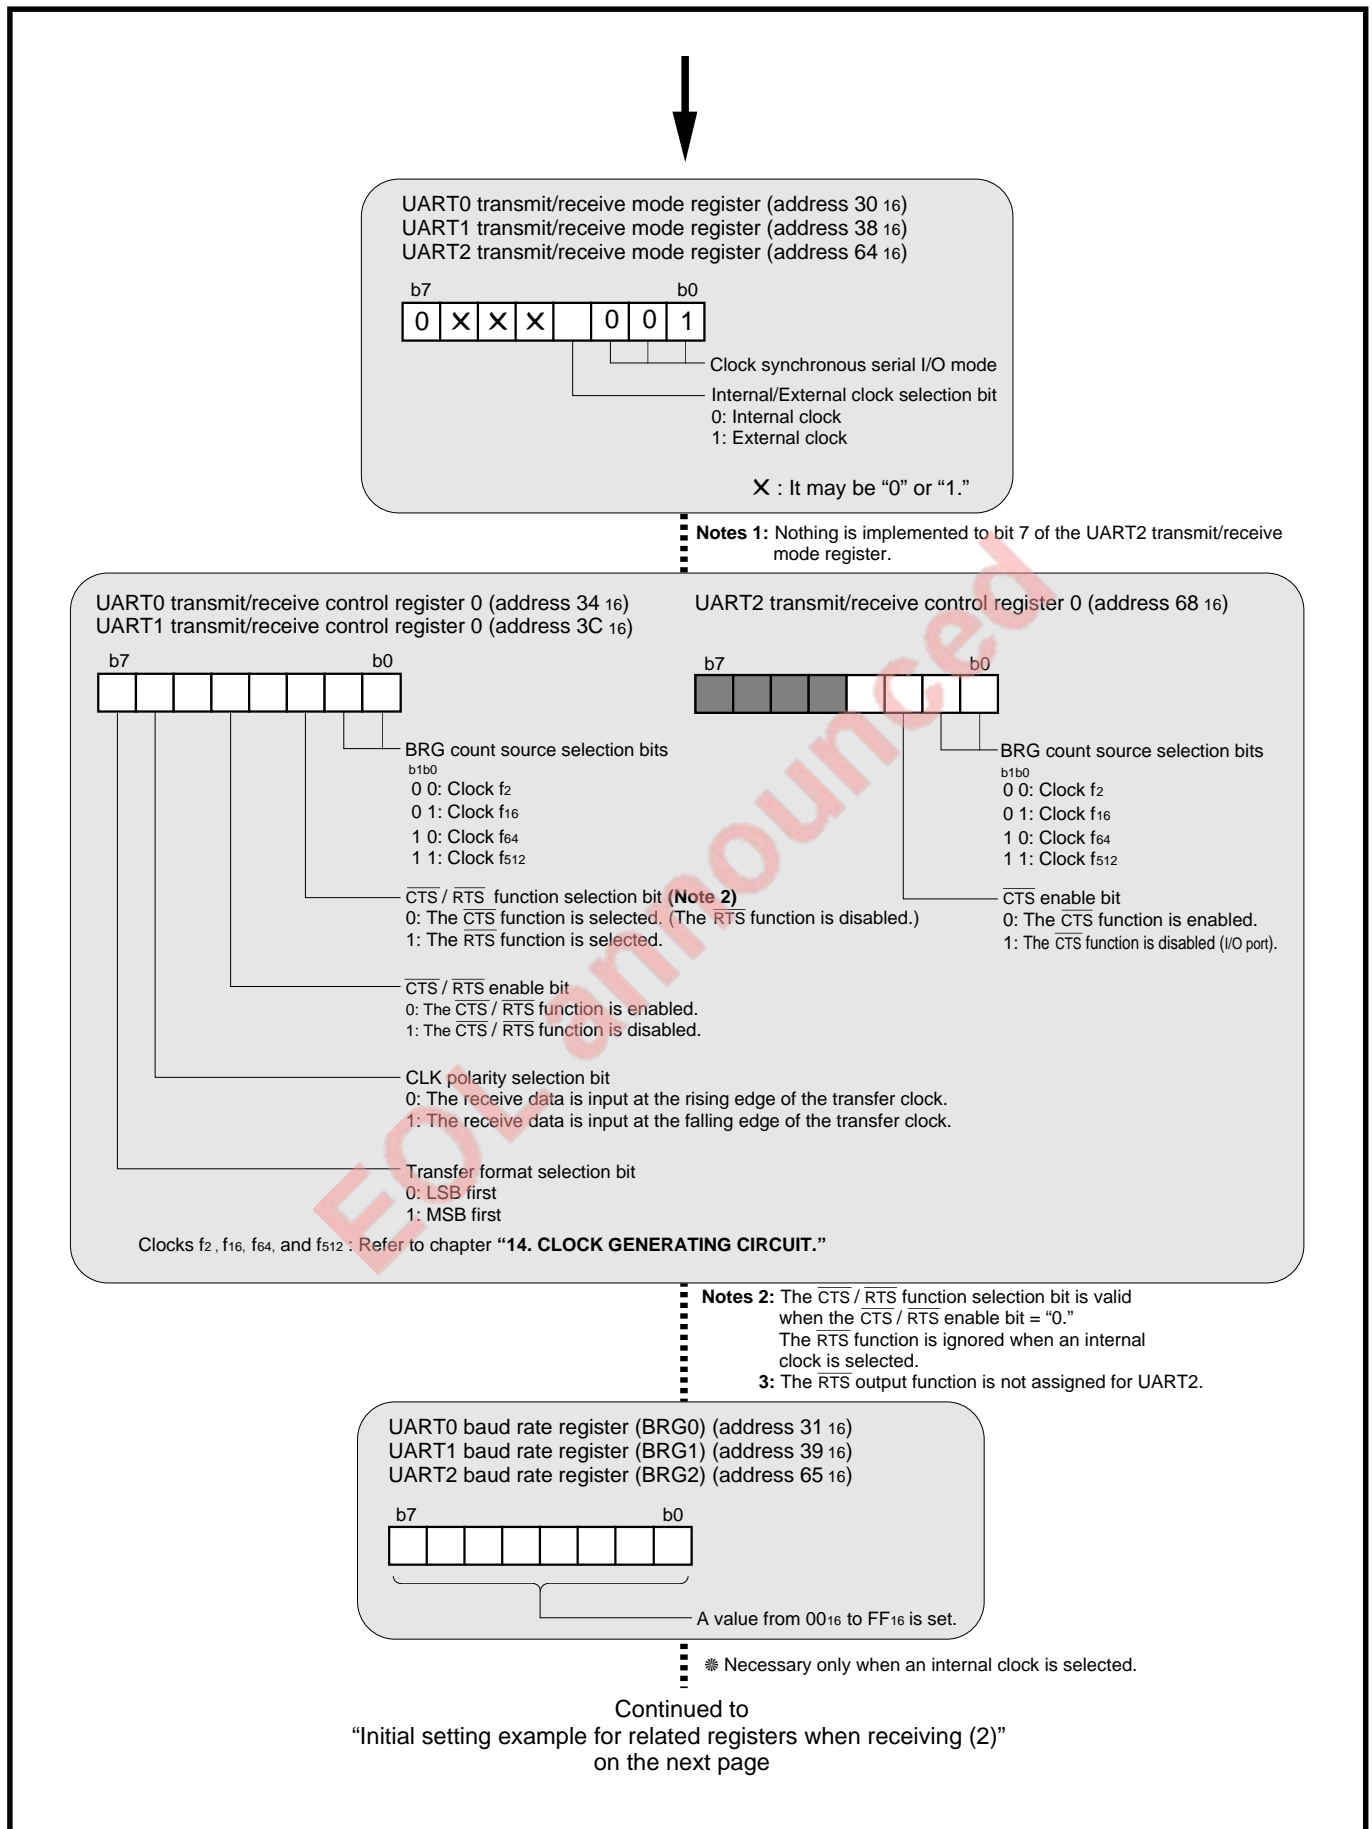 UART0 transmit/receive mode register (address 30 16)
UART1 transmit/receive mode register (address 38 16)
UART2 transmit/receive mode register (address 64 16)
b7 b0
0 ✕ ✕ ✕ 0 0 1
Clock synchronous serial I/O mode
Internal/External clock selection bit
0: Internal clock
1: External clock
✕ : It may be “0” or “1.”
Notes 1: Nothing is implemented to bit 7 of the UART2 transmit/receive
mode register.
UART0 transmit/receive control register 0 (address 34 16)
UART1 transmit/receive control register 0 (address 3C 16)
b7 b0
BRG count source selection bits
b1b0
0 0: Clock f2
0 1: Clock f16
1 0: Clock f64
1 1: Clock f512
CTS / RTS function selection bit (Note 2)
0: The CTS function is selected. (The RTS function is disabled.)
1: The RTS function is selected.
CTS / RTS enable bit
0: The CTS / RTS function is enabled.
1: The CTS / RTS function is disabled.
CLK polarity selection bit
0: The receive data is input at the rising edge of the transfer clock.
1: The receive data is input at the falling edge of the transfer clock.
Transfer format selection bit
0: LSB first
1: MSB first
UART2 transmit/receive control register 0 (address 68 16)
b7 b0
BRG count source selection bits
b1b0
0 0: Clock f2
0 1: Clock f16
1 0: Clock f64
1 1: Clock f512
CTS enable bit
0: The CTS function is enabled.
1: The CTS function is disabled (I/O port).
Clocks f2 , f16, f64, and f512 : Refer to chapter “14. CLOCK GENERATING CIRCUIT.”
EOL announced
Notes 2: The CTS / RTS function selection bit is valid
when the CTS / RTS enable bit = “0.”
The RTS function is ignored when an internal
clock is selected.
3: The RTS output function is not assigned for UART2.
UART0 baud rate register (BRG0) (address 31 16)
UART1 baud rate register (BRG1) (address 39 16)
UART2 baud rate register (BRG2) (address 65 16)
b7 b0
A value from 0016 to FF16 is set.
❊ Necessary only when an internal clock is selected.
Continued to
“Initial setting example for related registers when receiving (2)”
on the next page